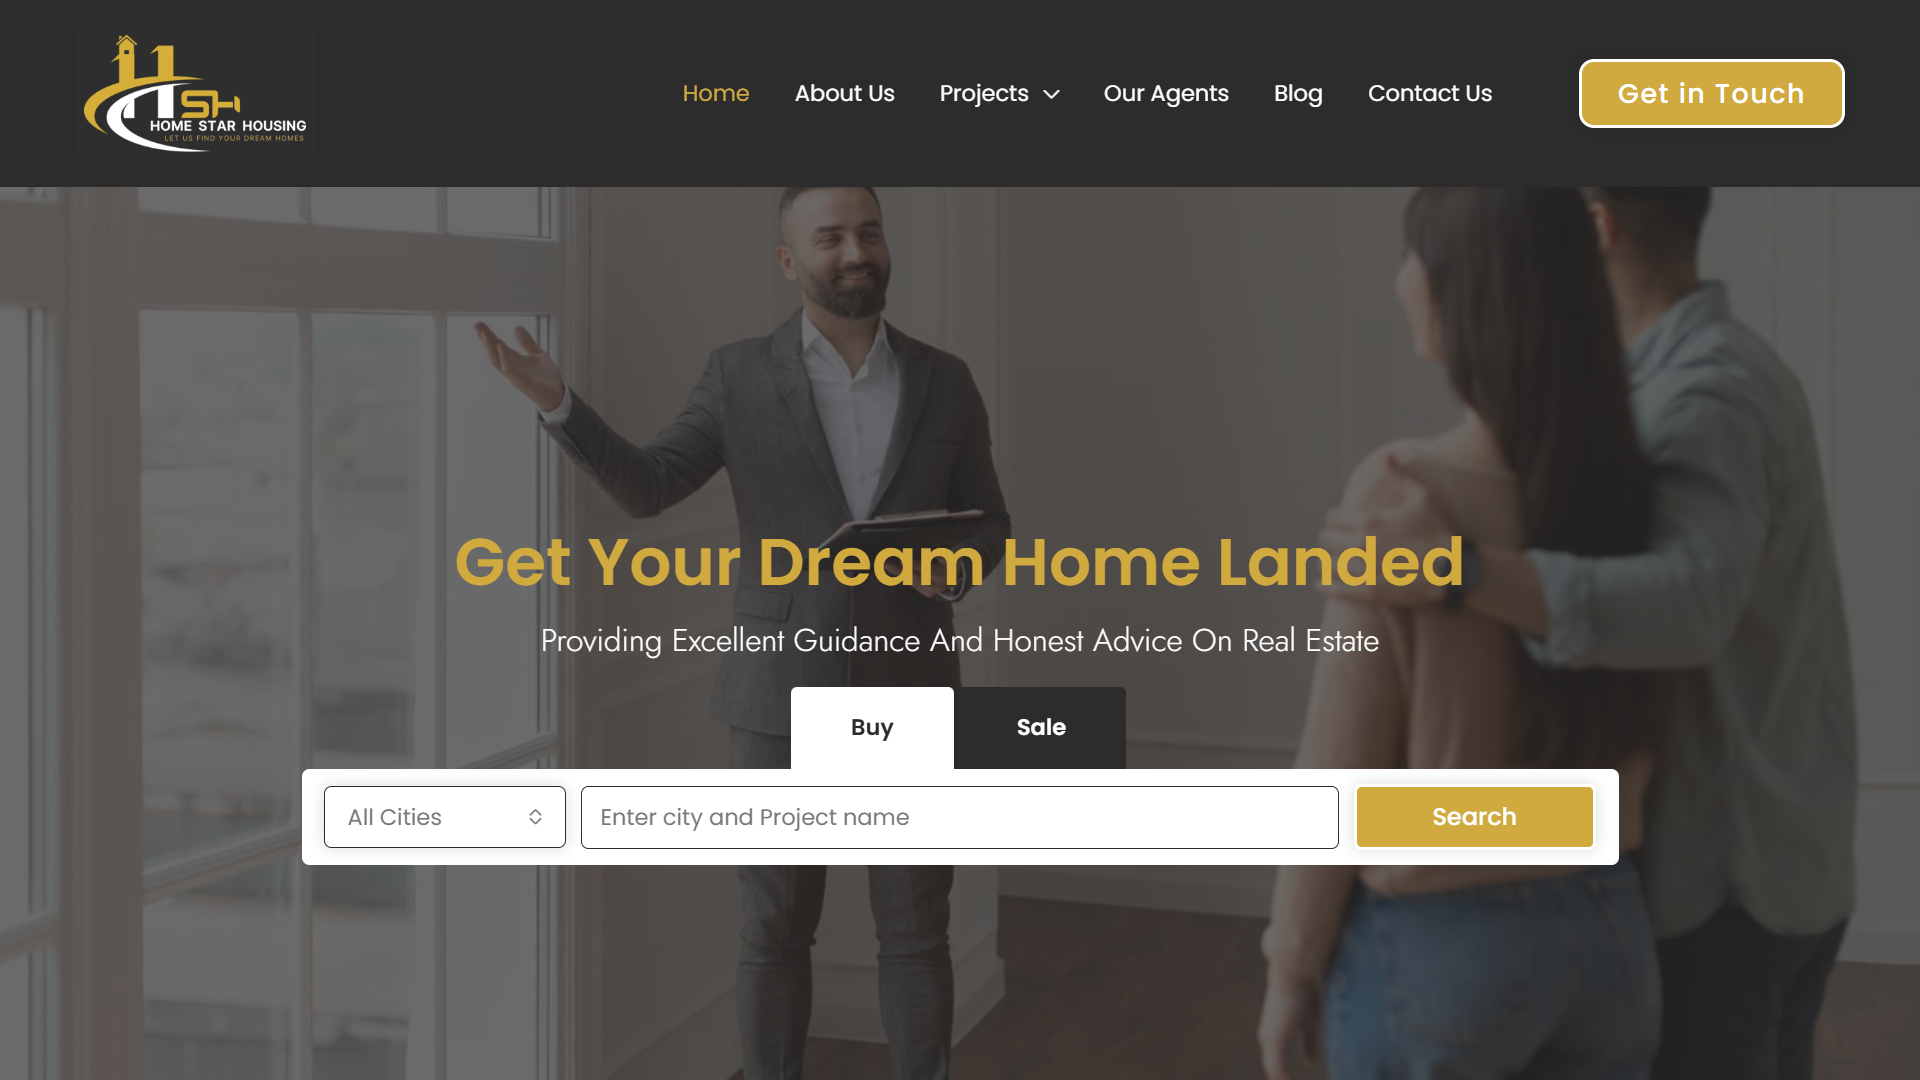 SH
HOME STAR HOUSING
LET US FIND YOUR DREAM HOMES
Home
About Us
Projects
Our Agents
Blog
Contact Us
Get in Touch
Get Your Dream Home Landed
Providing Excellent Guidance And Honest Advice On Real Estate
Buy
Sale
All Cities
Enter city and Project name
Search